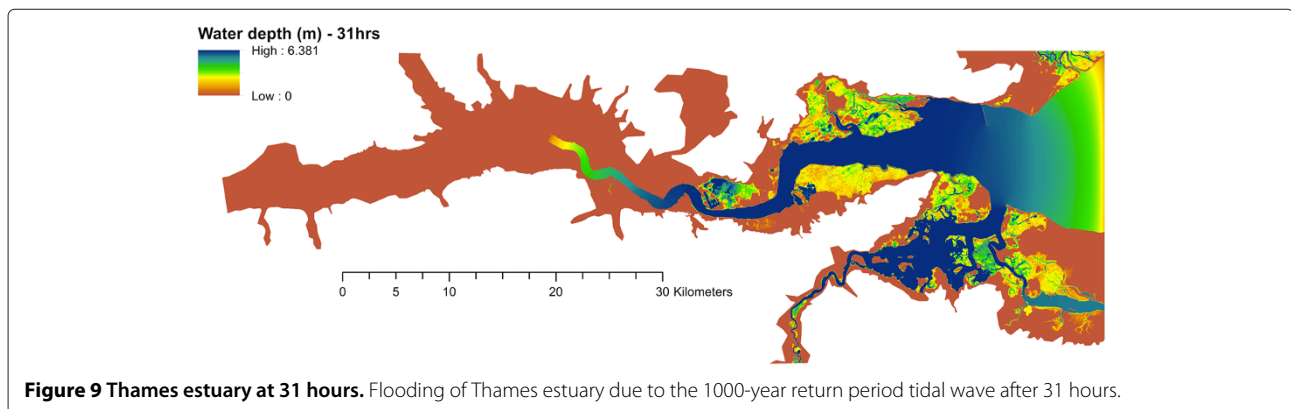 Water depth (m) - 31hrs
High : 6.381
Low : 0
0 5 10 20 30 Kilometers
Figure 9 Thames estuary at 31 hours. Flooding of Thames estuary due to the 1000-year return period tidal wave after 31 hours.